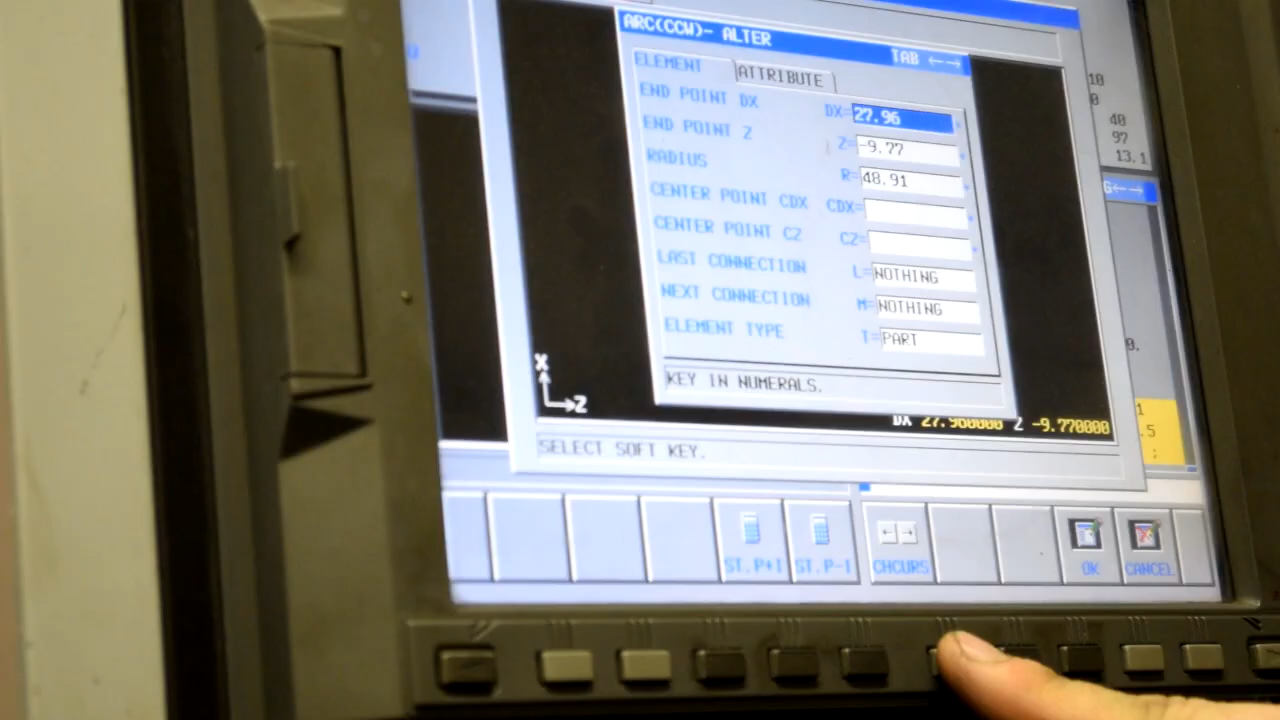 ARC(CCW)- ALTER TAB ←→
ELEMENT ATTRIBUTE
END POINT DX DX= 27.96
END POINT Z Z= -9.77
RADIUS R= 48.91
CENTER POINT CDX CDX=
CENTER POINT CZ CZ=
LAST CONNECTION L= NOTHING
NEXT CONNECTION M= NOTHING
ELEMENT TYPE T= PART
KEY IN NUMERALS.
X
Z
DX 27.960000 Z -9.770000
SELECT SOFT KEY.
10
0
40
97
13.1
G←→
0.
1
.5
;
ST.P+I ST.P-I CHCURS OK CANCEL